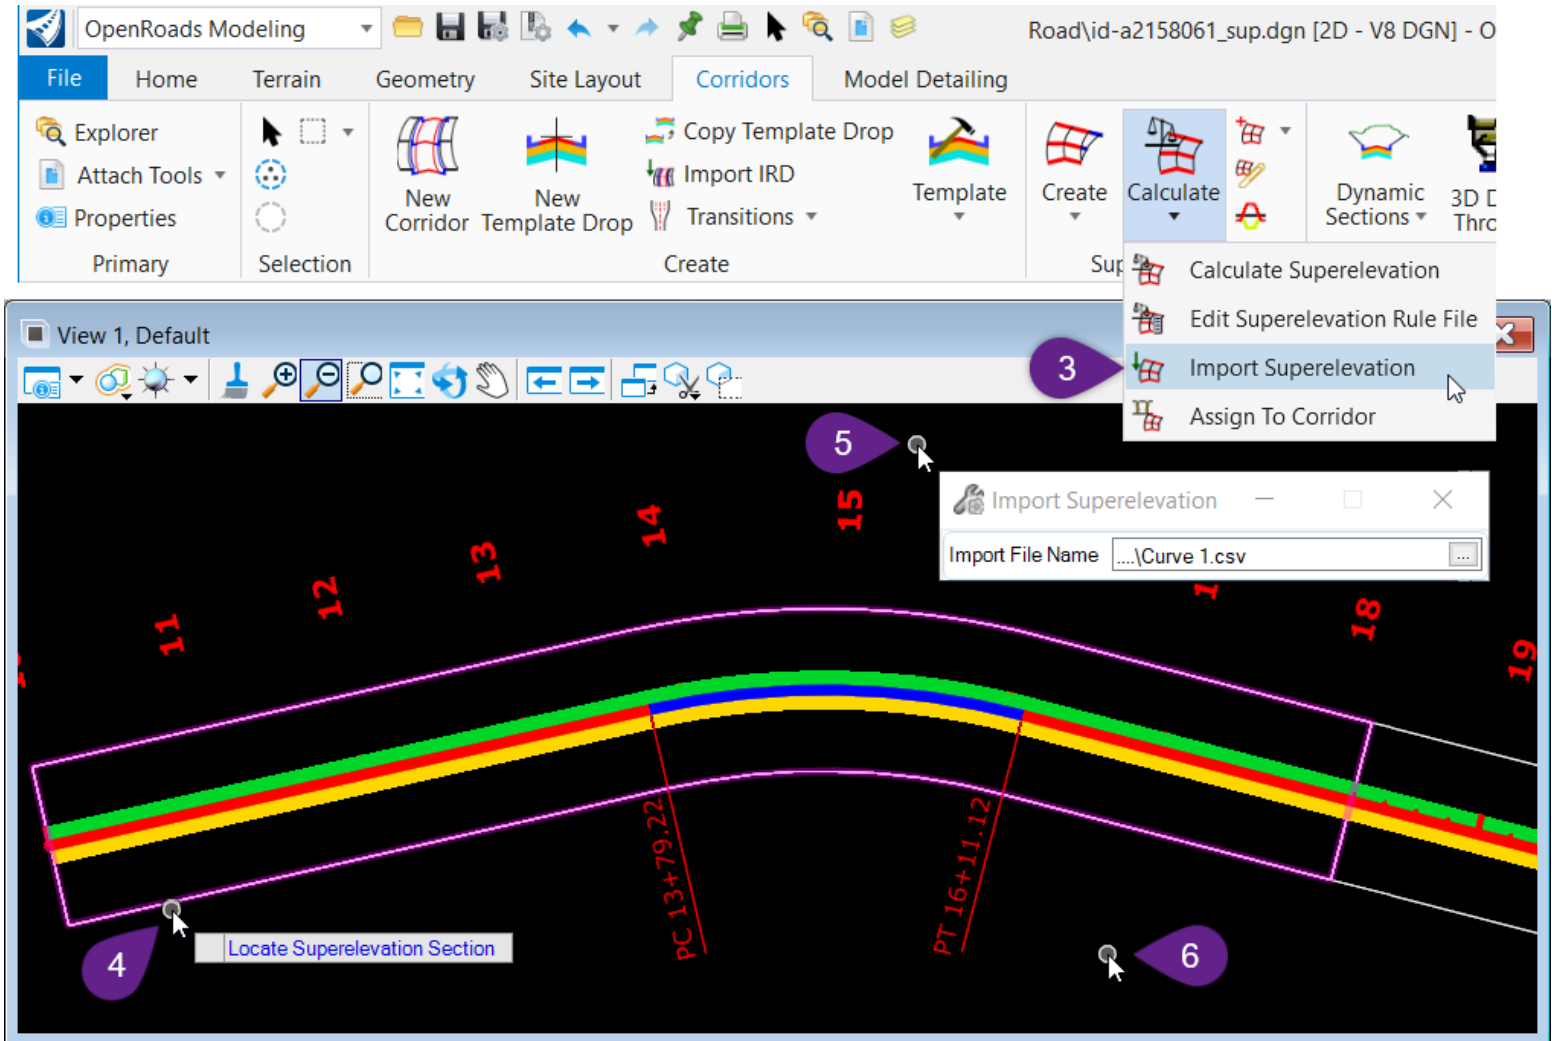 OpenRoads Modeling
Road\id-a2158061_sup.dgn [2D - V8 DGN] - O
File Home Terrain Geometry Site Layout Corridors Model Detailing
Explorer
Attach Tools
Properties
Primary
Selection
New
Corridor
New
Template Drop
Copy Template Drop
Import IRD
Transitions
Template
Create
Create
Calculate
Sup
Dynamic
Sections
3D D
Thro
Calculate Superelevation
Edit Superelevation Rule File
Import Superelevation
Assign To Corridor
3
View 1, Default
5
Import Superelevation
Import File Name ....\Curve 1.csv ...
11
12
13
14
15
18
19
PC 13+79.22
PT 16+11.12
4
Locate Superelevation Section
6